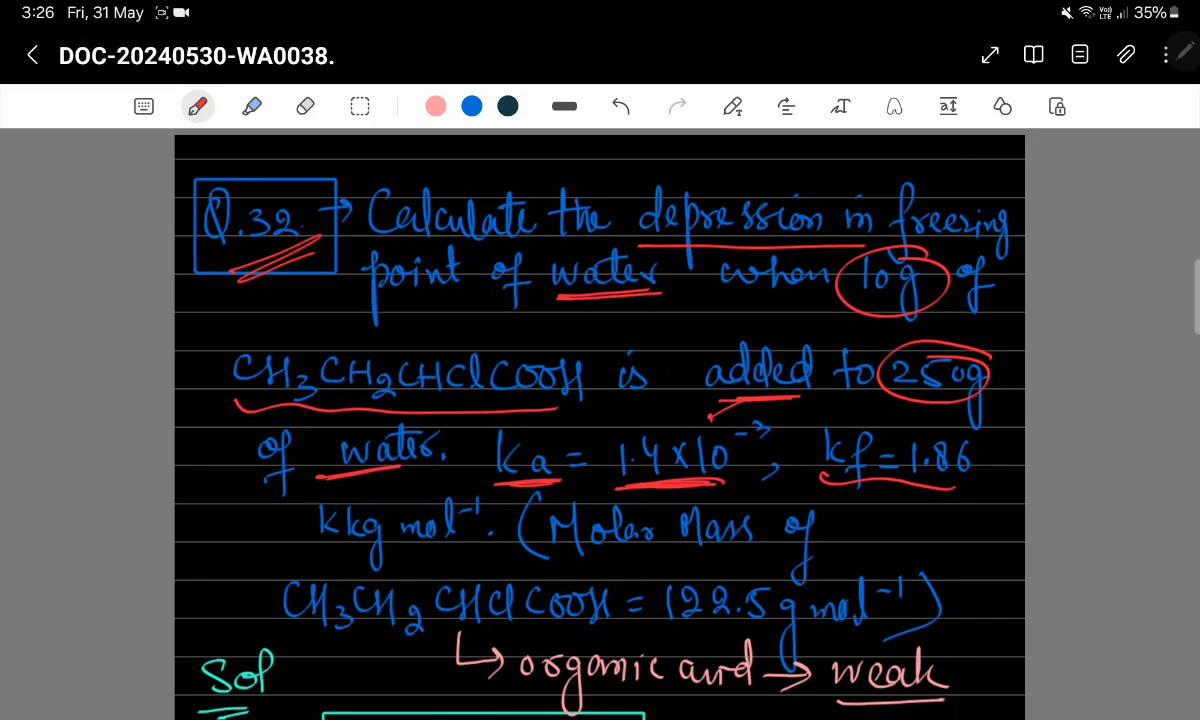 3:26 Fri, 31 May
Vo) LTE 35%
DOC-20240530-WA0038.
Q.32. → Calculate the depression in freezing
point of water when 10g of
CH₃CH₂CHClCOOH is added to 250g
of water. ka = 1.4×10⁻³, kf = 1.86
K kg mol⁻¹. (Molar Mass of
CH₃CH₂CHClCOOH = 122.5 g mol⁻¹)
↳ organic acid → weak
Sol